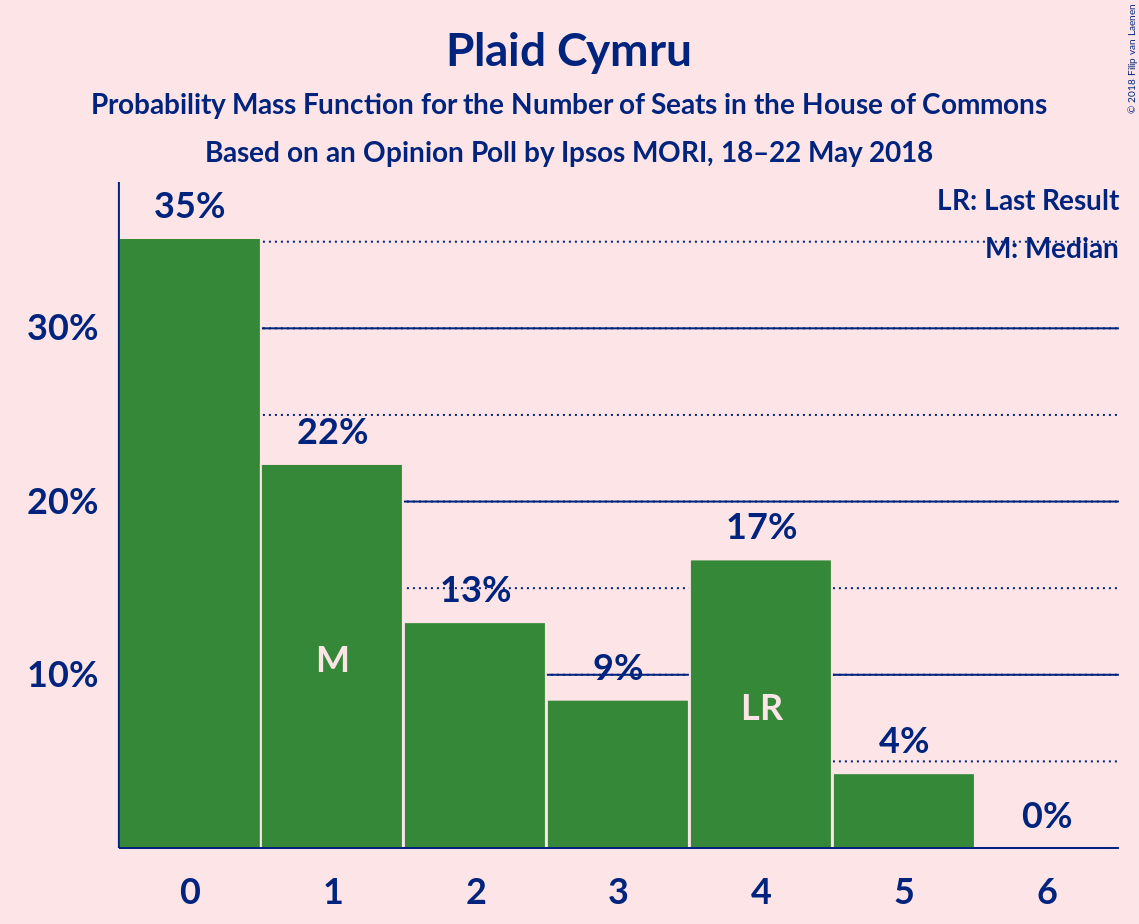 Plaid Cymru
Probability Mass Function for the Number of Seats in the House of Commons
Based on an Opinion Poll by Ipsos MORI, 18–22 May 2018
© 2018 Filip van Laenen
LR: Last Result
M: Median
35%
30%
22%
20%
17%
13%
M
9%
10%
LR
4%
0%
0 1 2 3 4 5 6